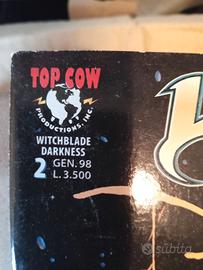 TOP COW
PRODUCTIONS, INC.
WITCHBLADE
DARKNESS
2 GEN. 98
L. 3.500
subito